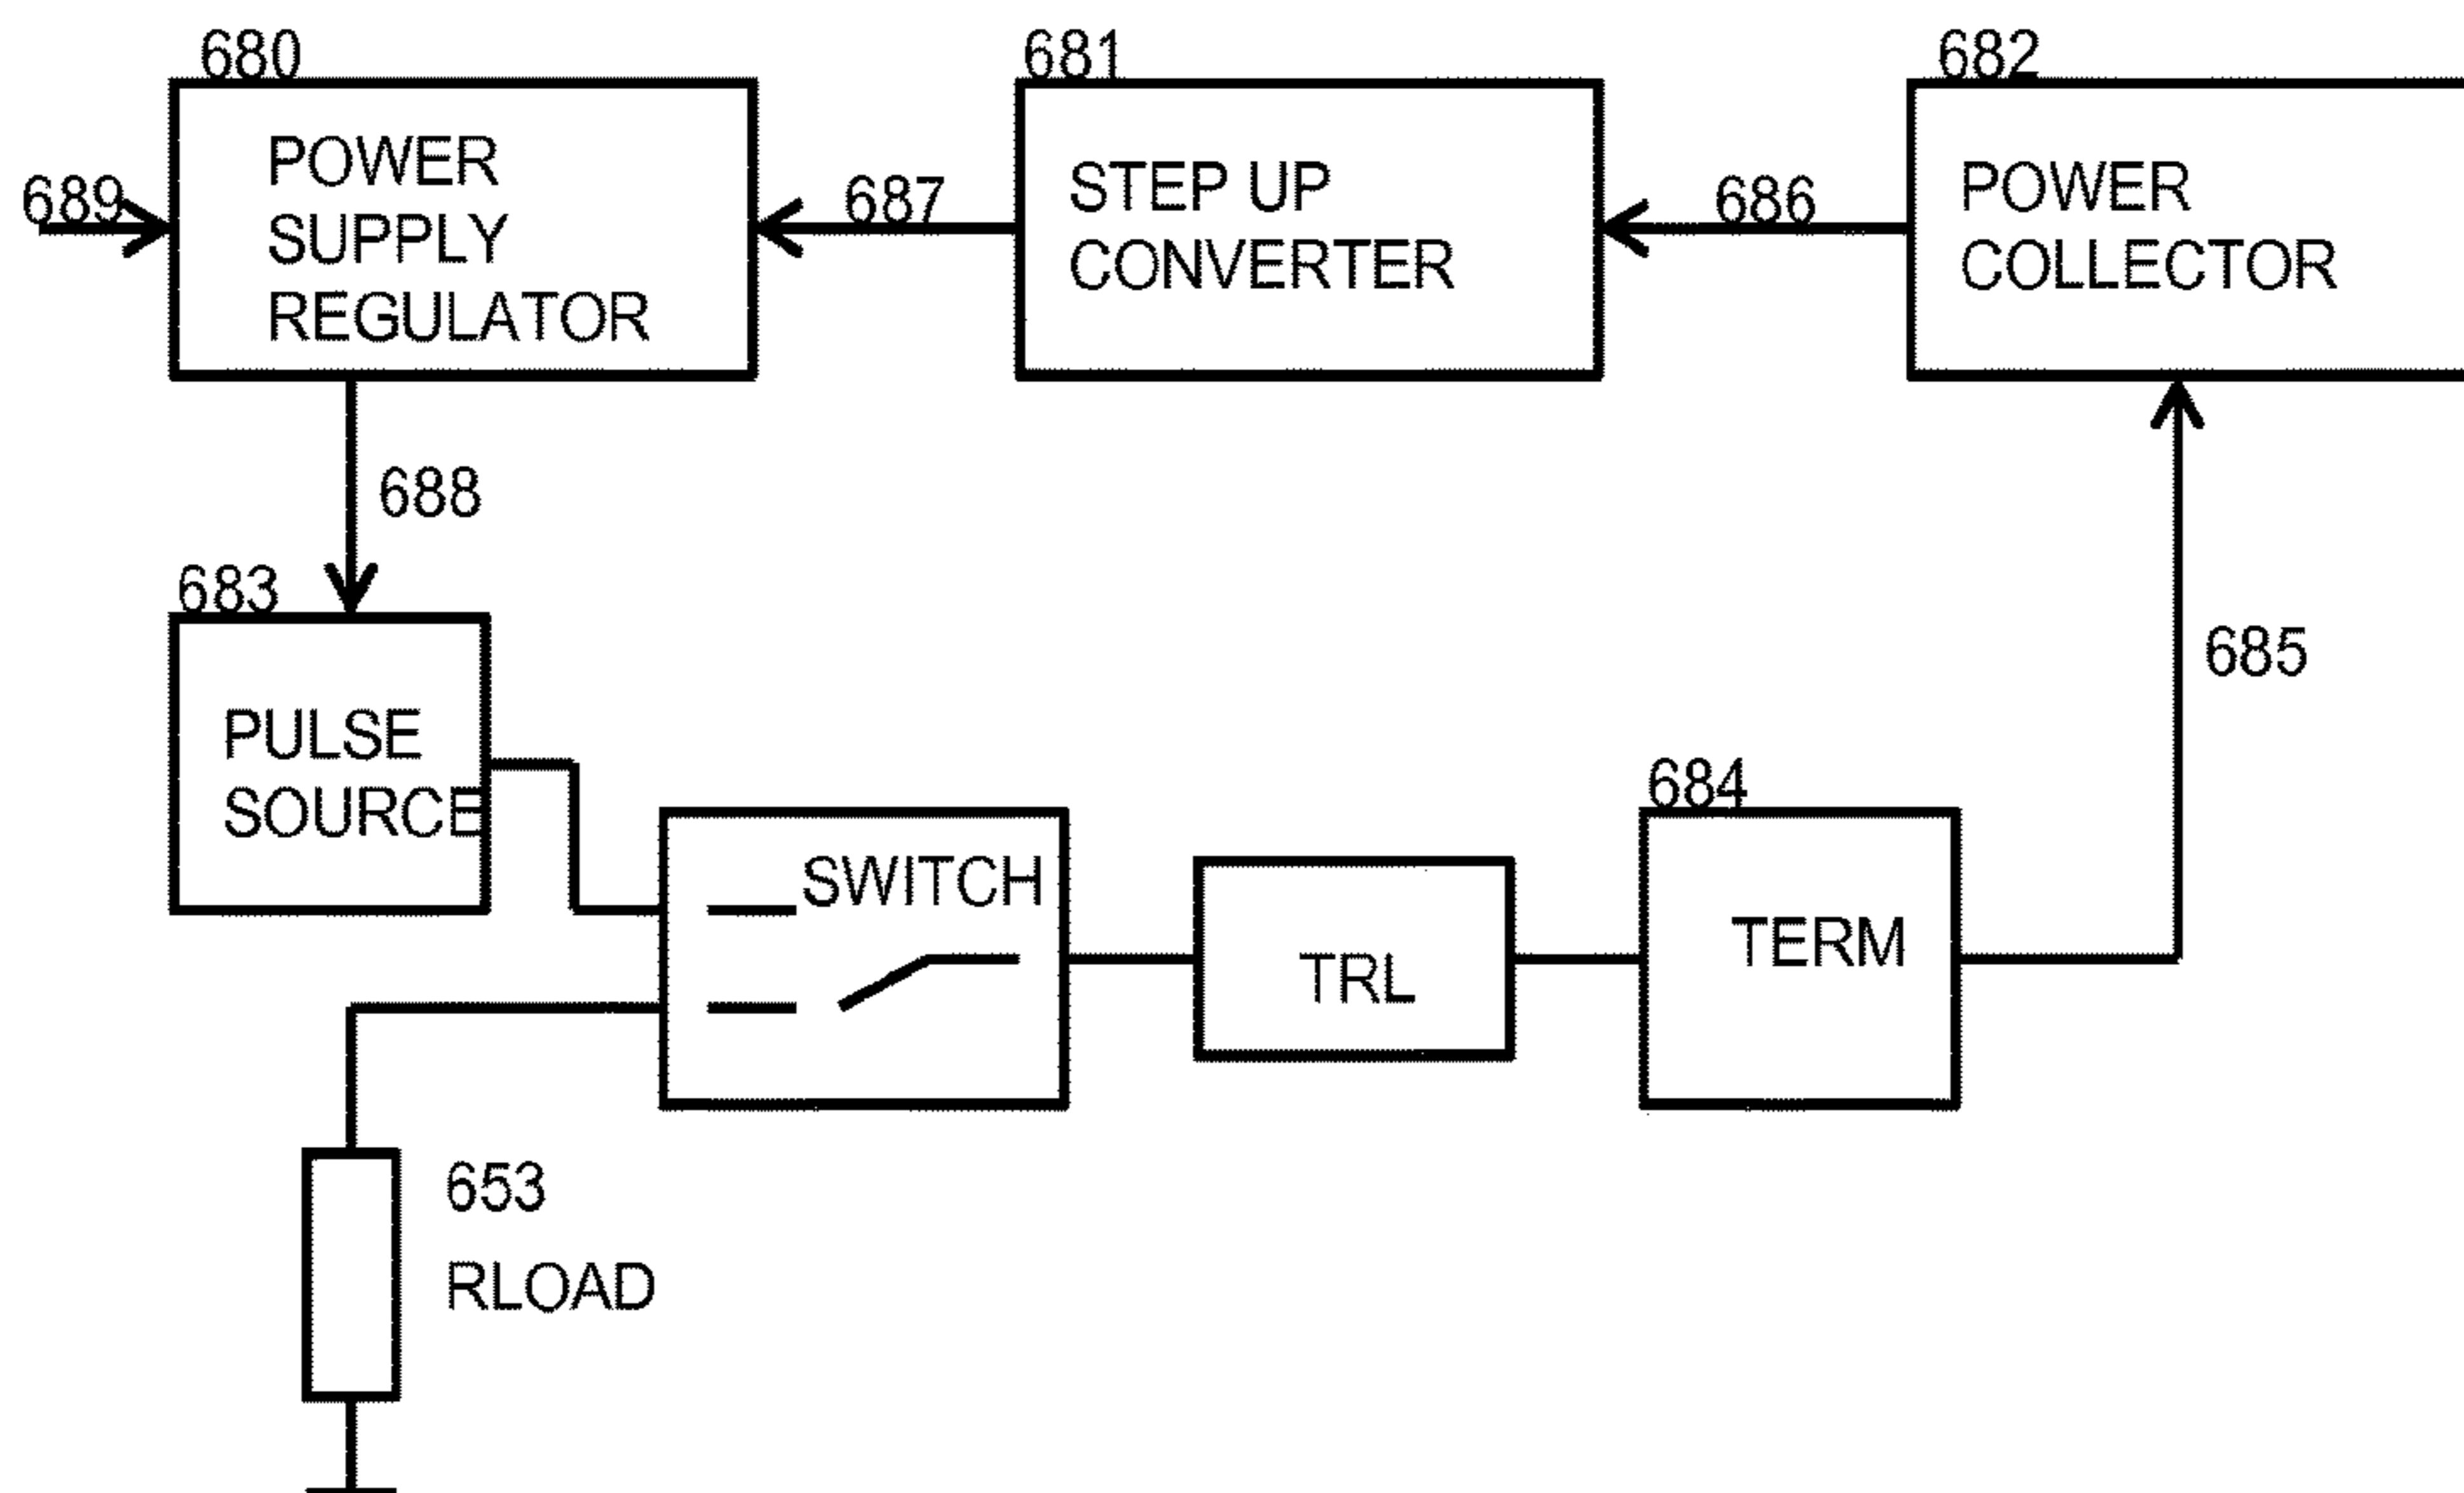 680
681
682
POWER
SUPPLY
REGULATOR
STEP UP
CONVERTER
POWER
COLLECTOR
689
687
686
688
683
685
PULSE
SOURCE
684
SWITCH
TRL
TERM
653
RLOAD